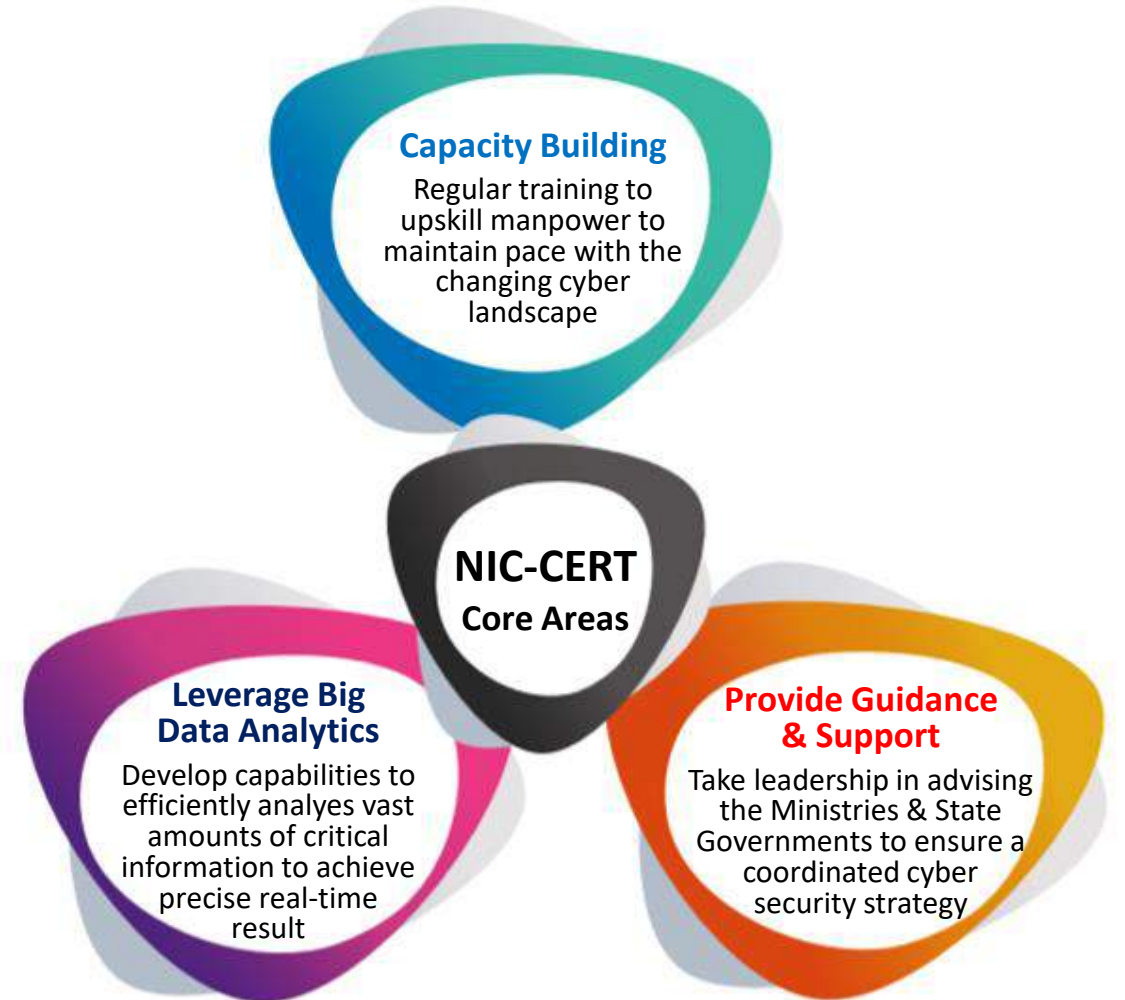 Capacity Building
Regular training to
upskill manpower to
maintain pace with the
changing cyber
landscape
NIC-CERT
Core Areas
Leverage Big
Data Analytics
Develop capabilities to
efficiently analyes vast
amounts of critical
information to achieve
precise real-time
result
Provide Guidance
& Support
Take leadership in advising
the Ministries & State
Governments to ensure a
coordinated cyber
security strategy